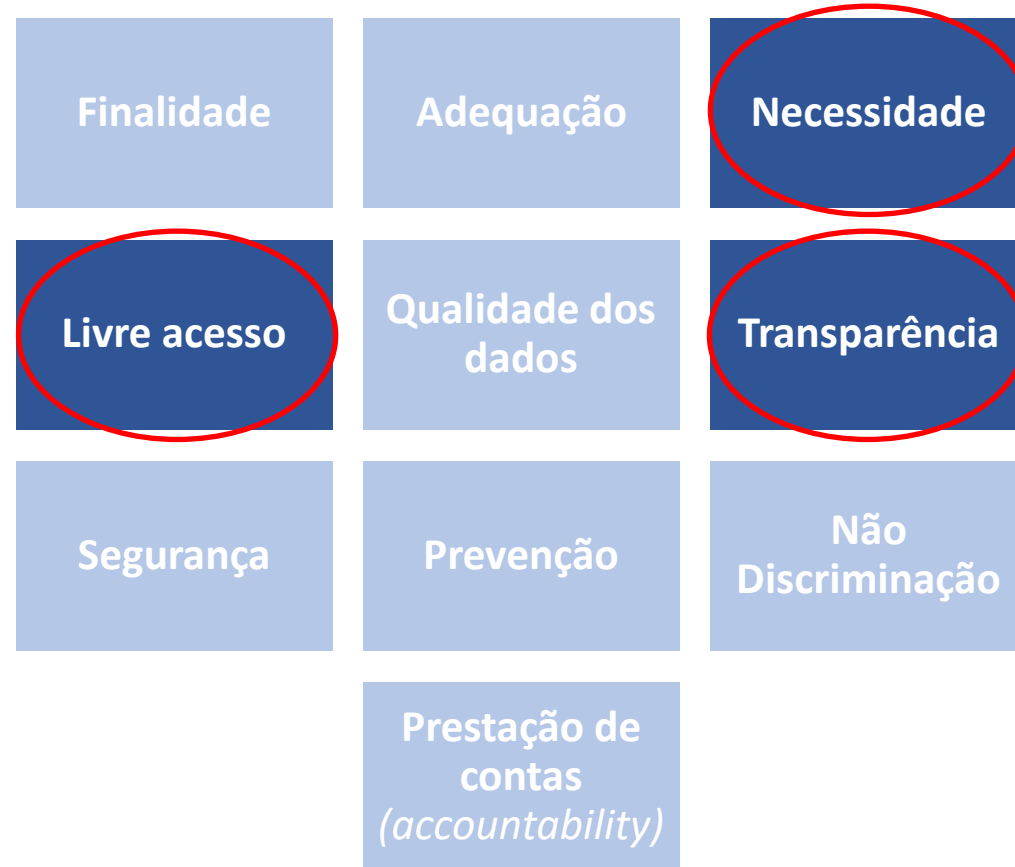 Finalidade
Adequação
Necessidade
Livre acesso
Qualidade dos
dados
Transparência
Segurança
Prevenção
Não
Discriminação
Prestação de
contas
(accountability)